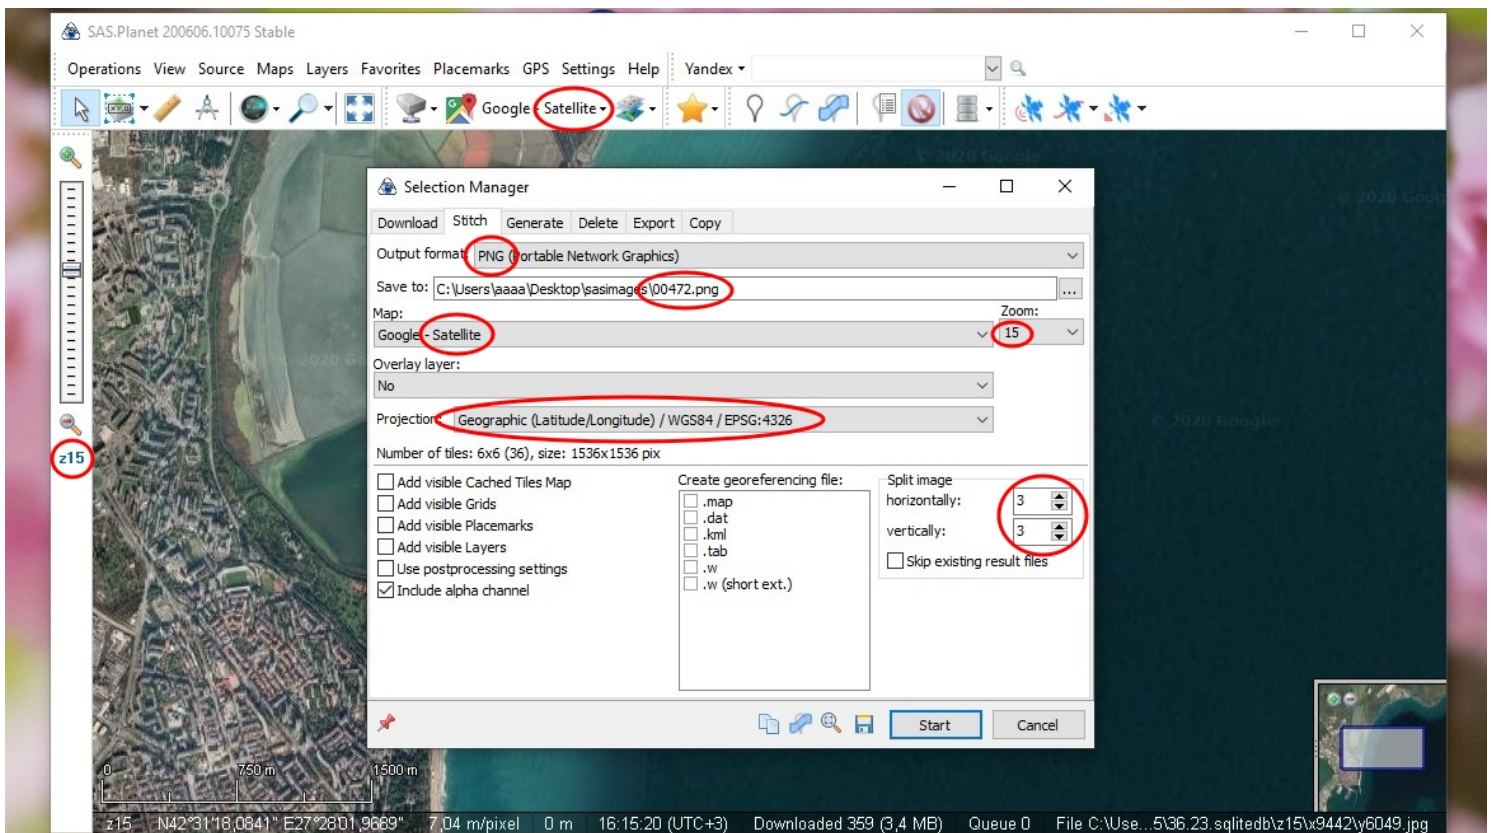 SAS.Planet 200606.10075 Stable
Operations View Source Maps Layers Favorites Placemarks GPS Settings Help Yandex
Google - Satellite
© 2020 Google
© 2020 Goog
Selection Manager
Download Stitch Generate Delete Export Copy
Output format: PNG (Portable Network Graphics)
Save to: C:\Users\aaaa\Desktop\sasimages\00472.png ...
Map: Zoom:
Google - Satellite 15
© 2020 Go
Overlay layer:
No
Projection: Geographic (Latitude/Longitude) / WGS84 / EPSG:4326
© 2020 Google
z15
Number of tiles: 6x6 (36), size: 1536x1536 pix
Add visible Cached Tiles Map Create georeferencing file: Split image
Add visible Grids .map horizontally: 3
Add visible Placemarks .dat vertically: 3
Add visible Layers .kml Skip existing result files
Use postprocessing settings .tab
Include alpha channel .w
.w (short ext.)
Start Cancel
0 750 m 1500 m
z15 N42°31'18,0841" E27°28'01,9689" 7,04 m/pixel 0 m 16:15:20 (UTC+3) Downloaded 359 (3,4 MB) Queue 0 File C:\Use...5\36.23.sqlitedb\z15\x9442\y6049.jpg